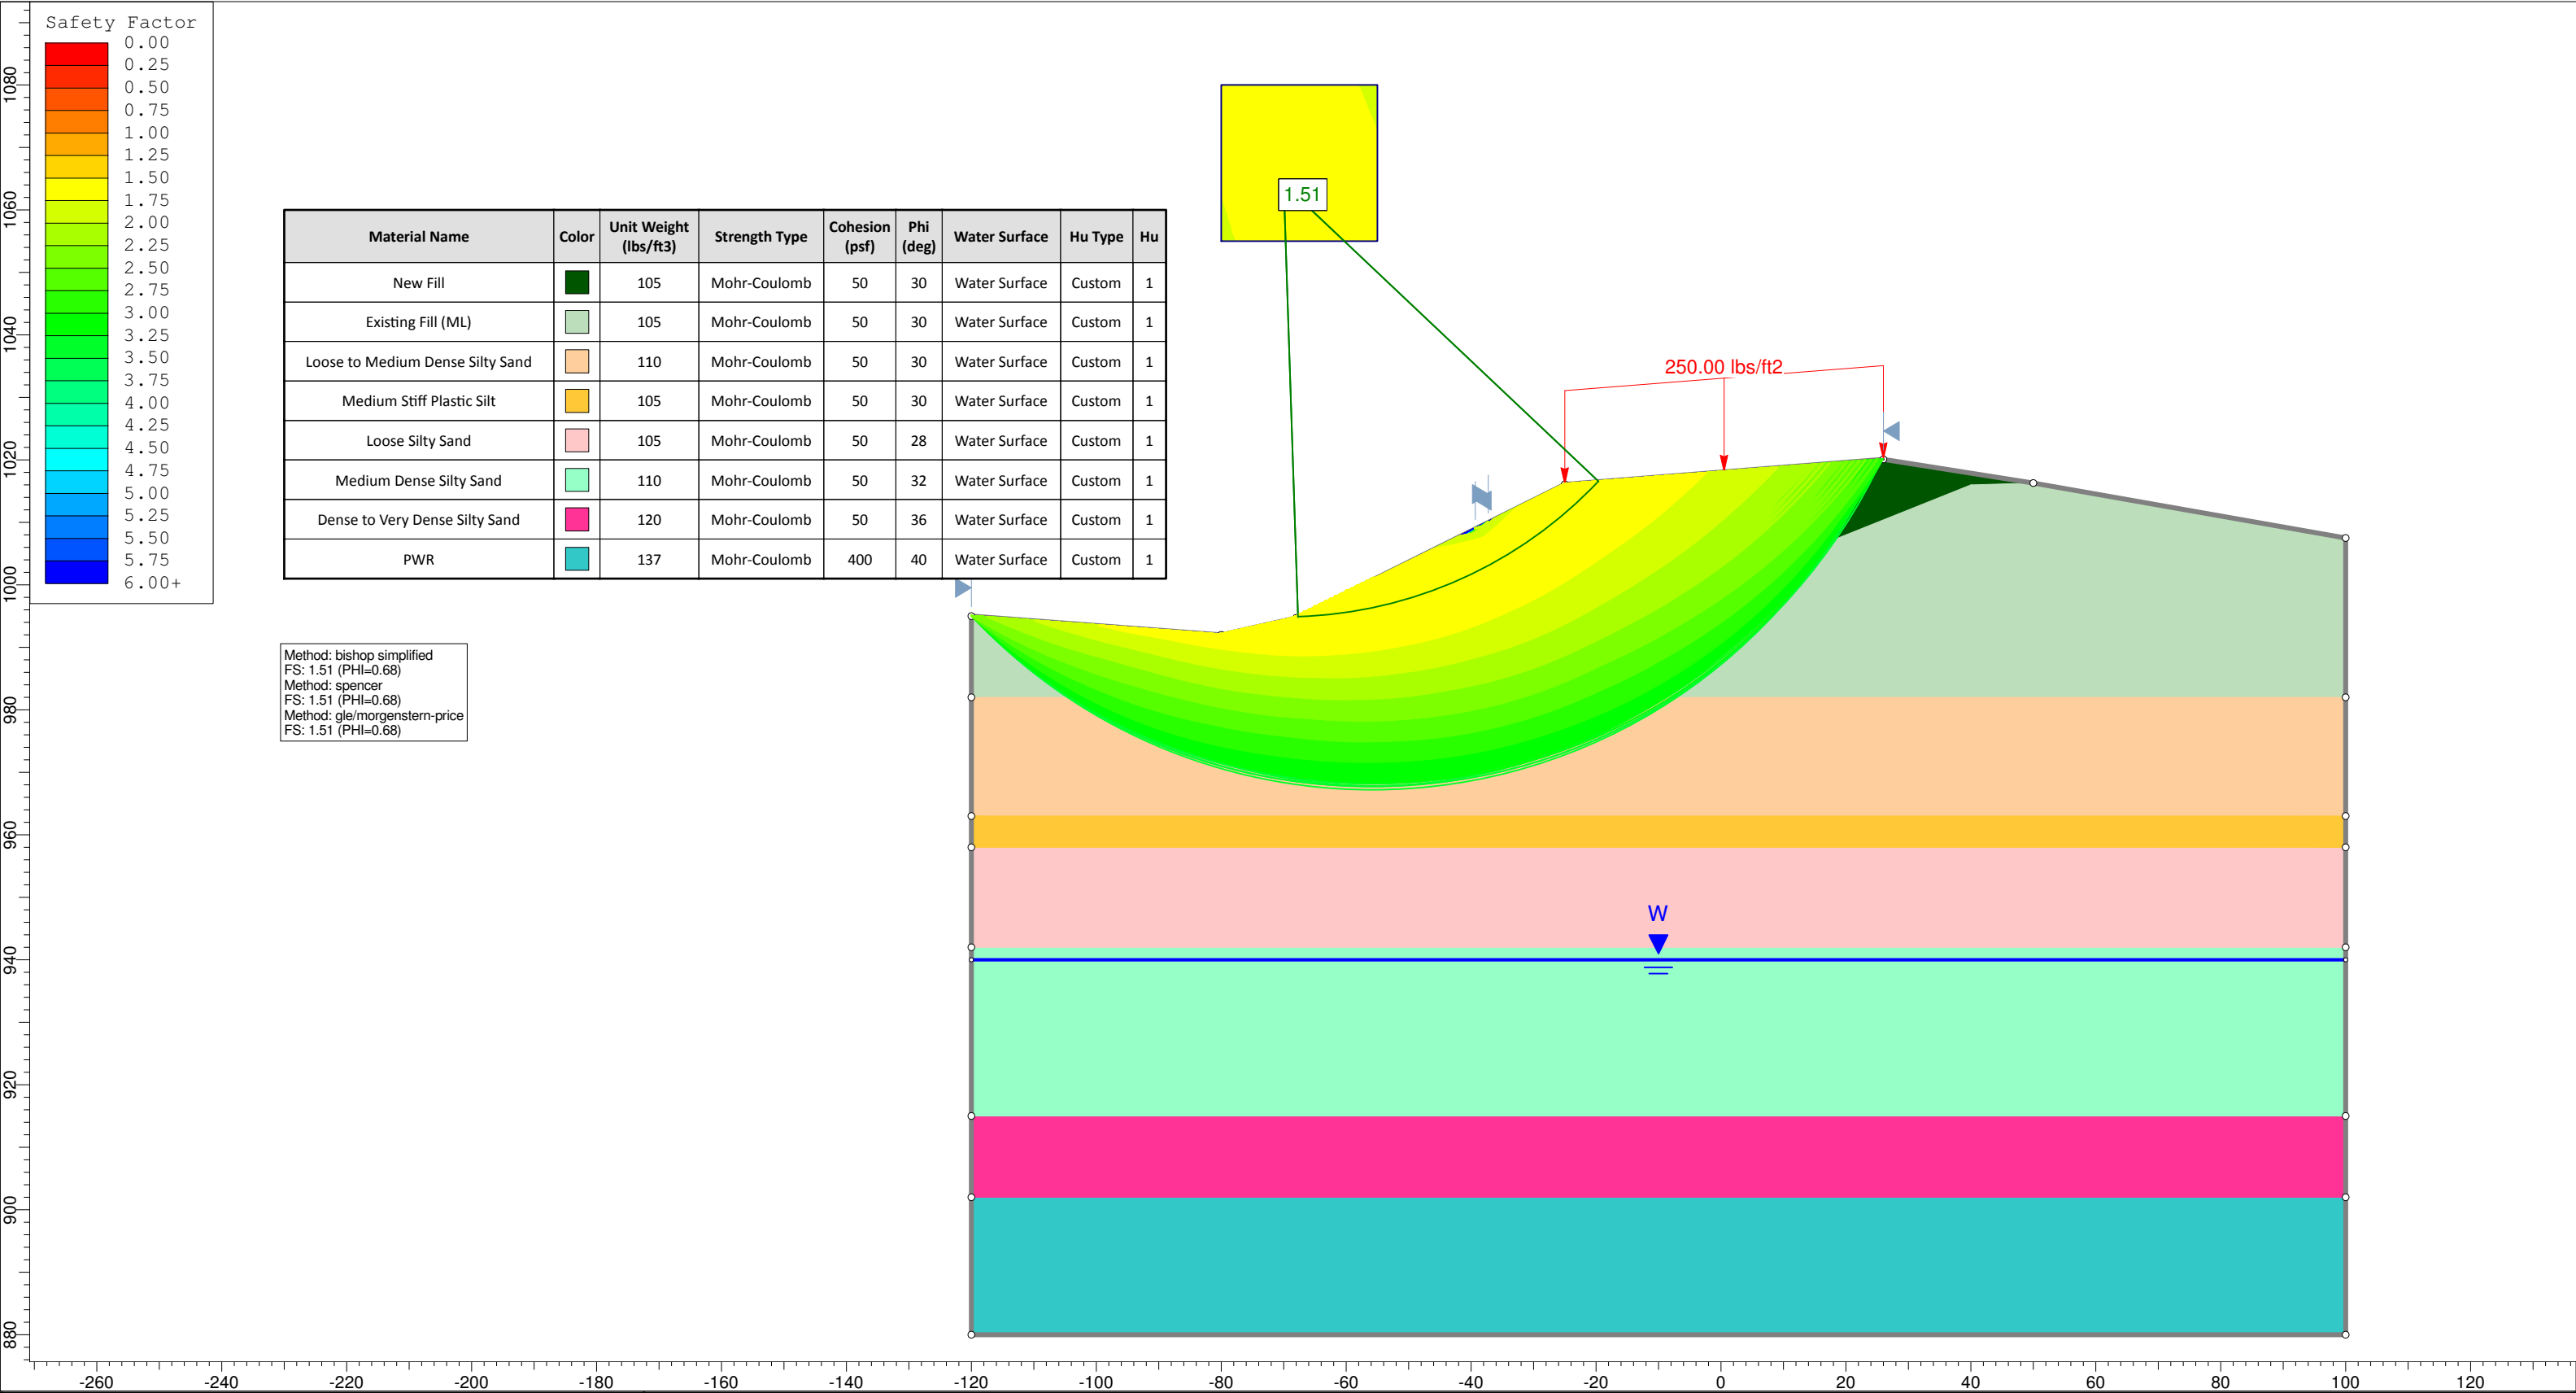 Safety Factor
0.00
0.25
0.50
0.75
1.00
1.25
1.50
1.75
2.00
2.25
2.50
2.75
3.00
3.25
3.50
3.75
4.00
4.25
4.50
4.75
5.00
5.25
5.50
5.75
6.00+
Material Name Color Unit Weight (lbs/ft3) Strength Type Cohesion (psf) Phi (deg) Water Surface Hu Type Hu
New Fill 105 Mohr-Coulomb 50 30 Water Surface Custom 1
Existing Fill (ML) 105 Mohr-Coulomb 50 30 Water Surface Custom 1
Loose to Medium Dense Silty Sand 110 Mohr-Coulomb 50 30 Water Surface Custom 1
Medium Stiff Plastic Silt 105 Mohr-Coulomb 50 30 Water Surface Custom 1
Loose Silty Sand 105 Mohr-Coulomb 50 28 Water Surface Custom 1
Medium Dense Silty Sand 110 Mohr-Coulomb 50 32 Water Surface Custom 1
Dense to Very Dense Silty Sand 120 Mohr-Coulomb 50 36 Water Surface Custom 1
PWR 137 Mohr-Coulomb 400 40 Water Surface Custom 1
1.51
250.00 lbs/ft2
Method: bishop simplified
FS: 1.51 (PHI=0.68)
Method: spencer
FS: 1.51 (PHI=0.68)
Method: gle/morgenstern-price
FS: 1.51 (PHI=0.68)
W
1080
1060
1040
1020
1000
980
960
940
920
900
880
-260 -240 -220 -200 -180 -160 -140 -120 -100 -80 -60 -40 -20 0 20 40 60 80 100 120